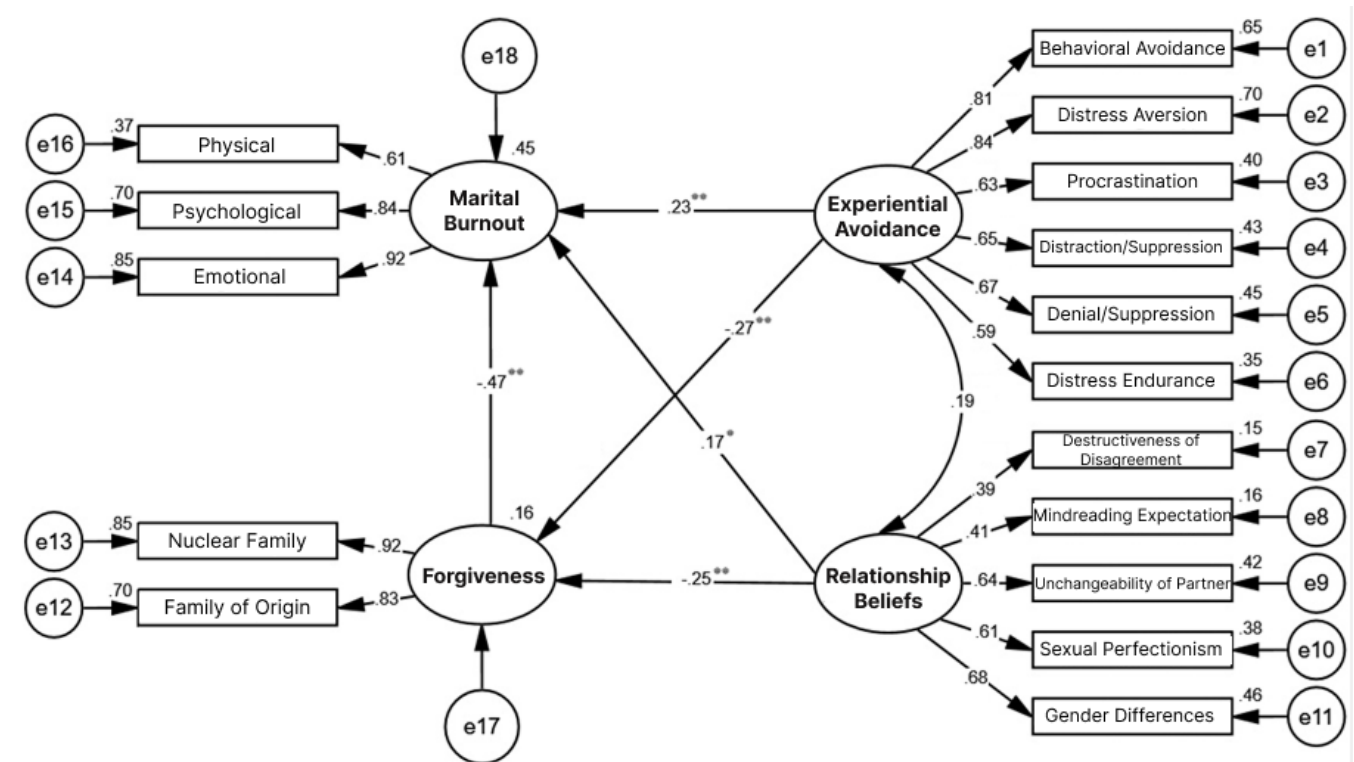 e18
.45
Marital
Burnout
e16
.37
Physical
.61
e15
.70
Psychological
.84
e14
.85
Emotional
.92
.23**
-.27**
-.47**
.17*
-.25**
.19
e13
.85
Nuclear Family
.92
e12
.70
Family of Origin
.83
.16
Forgiveness
e17
Experiential
Avoidance
.81
Behavioral Avoidance
.65
e1
.84
Distress Aversion
.70
e2
.63
Procrastination
.40
e3
.65
Distraction/Suppression
.43
e4
.67
Denial/Suppression
.45
e5
.59
Distress Endurance
.35
e6
Relationship
Beliefs
.39
Destructiveness of
Disagreement
.15
e7
.41
Mindreading Expectation
.16
e8
.64
Unchangeability of Partner
.42
e9
.61
Sexual Perfectionism
.38
e10
.68
Gender Differences
.46
e11